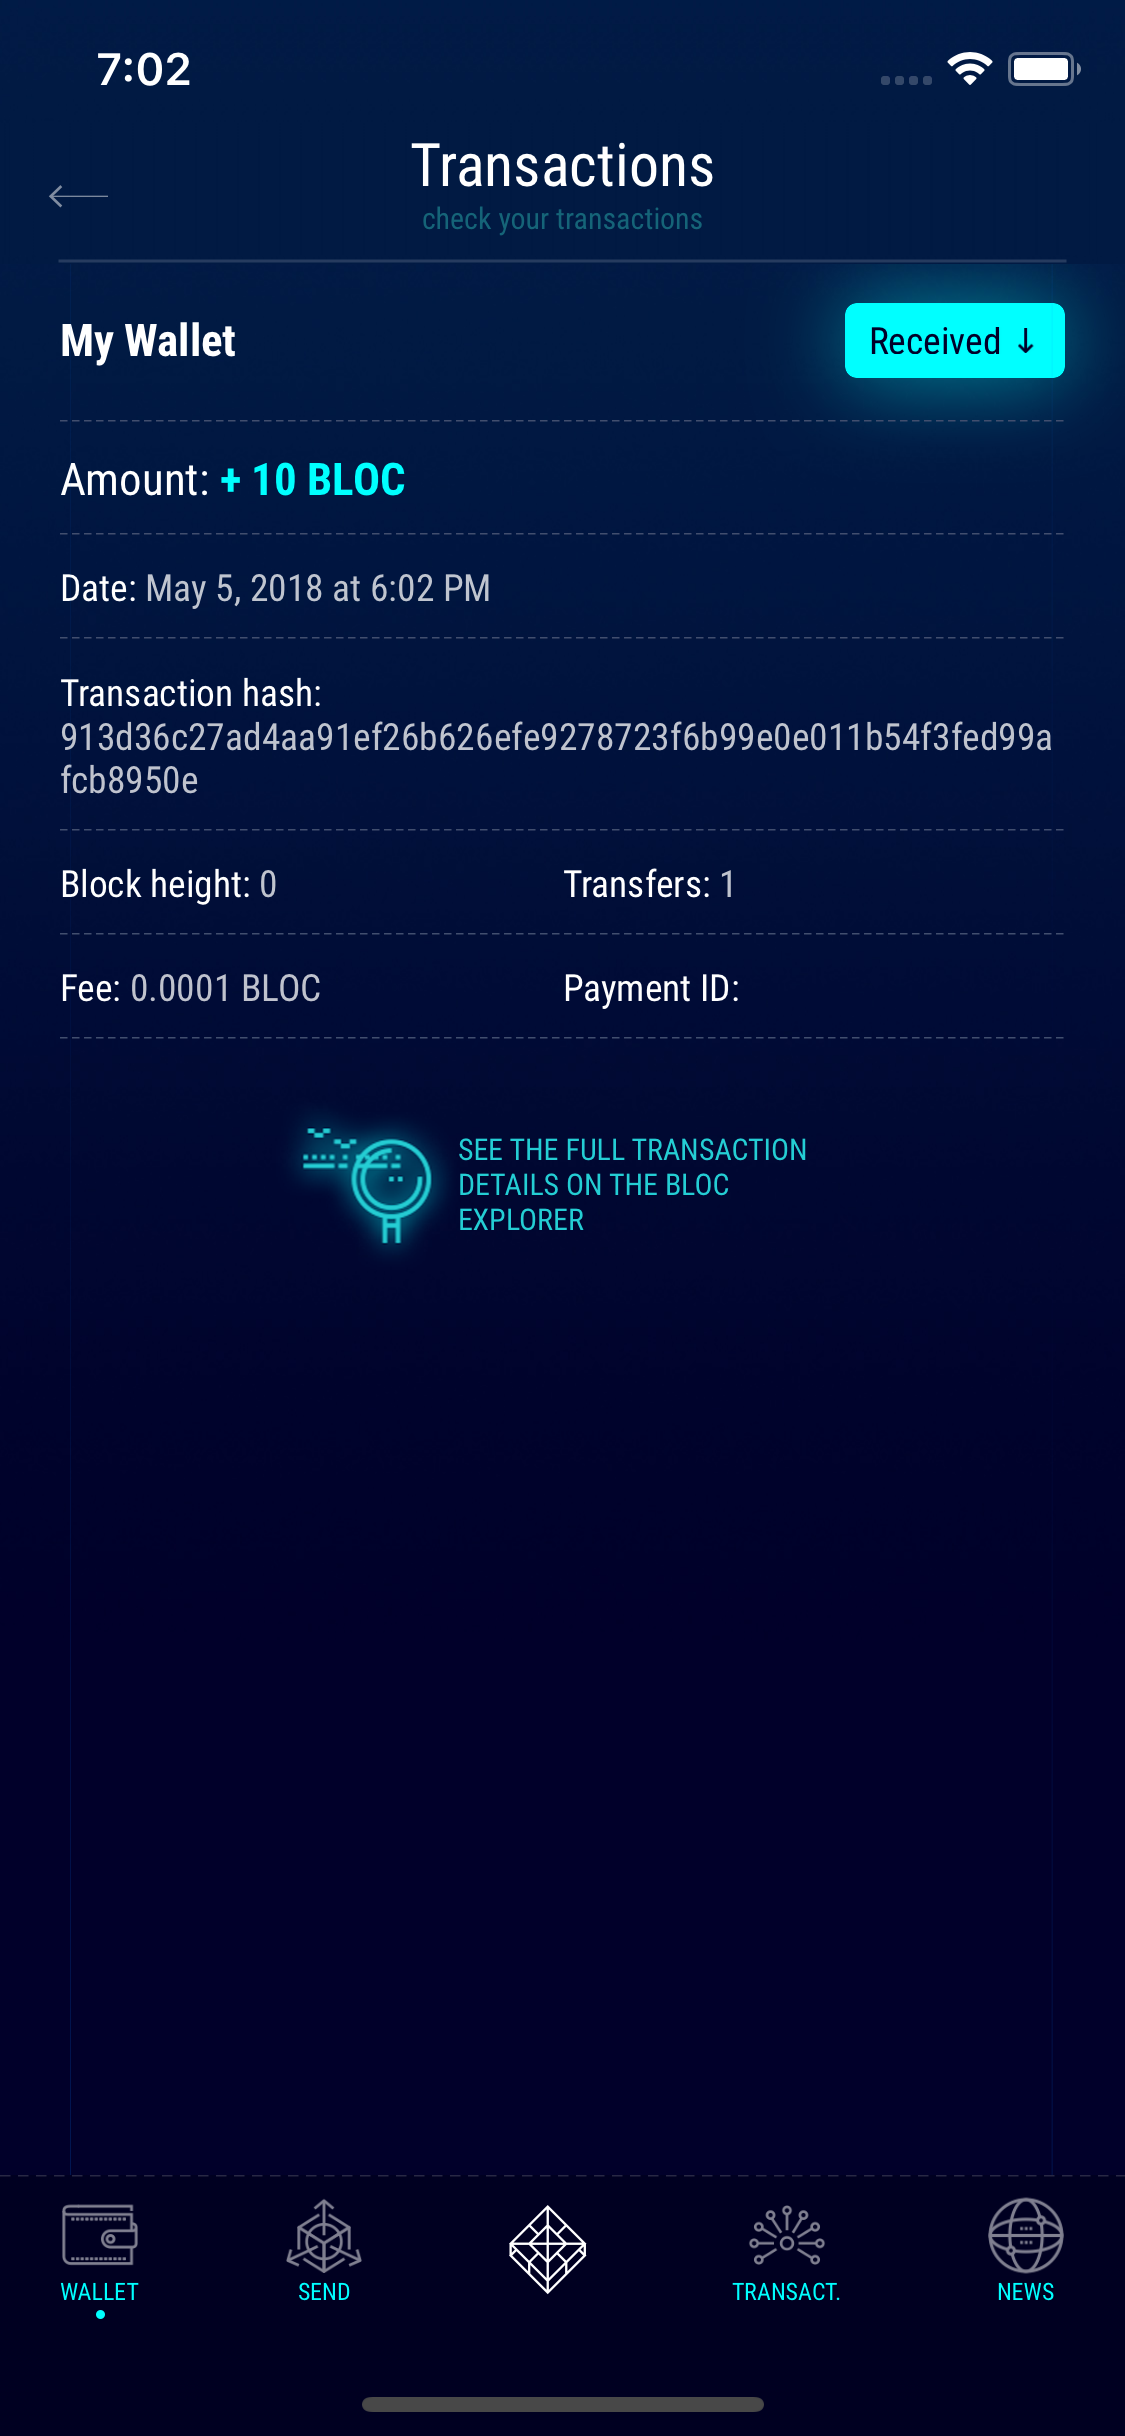 7:02
Transactions
check your transactions
My Wallet
Received ↓
Amount: + 10 BLOC
Date: May 5, 2018 at 6:02 PM
Transaction hash:
913d36c27ad4aa91ef26b626efe9278723f6b99e0e011b54f3fed99a
fcb8950e
Block height: 0
Transfers: 1
Fee: 0.0001 BLOC
Payment ID:
SEE THE FULL TRANSACTION
DETAILS ON THE BLOC
EXPLORER
WALLET
SEND
TRANSACT.
NEWS